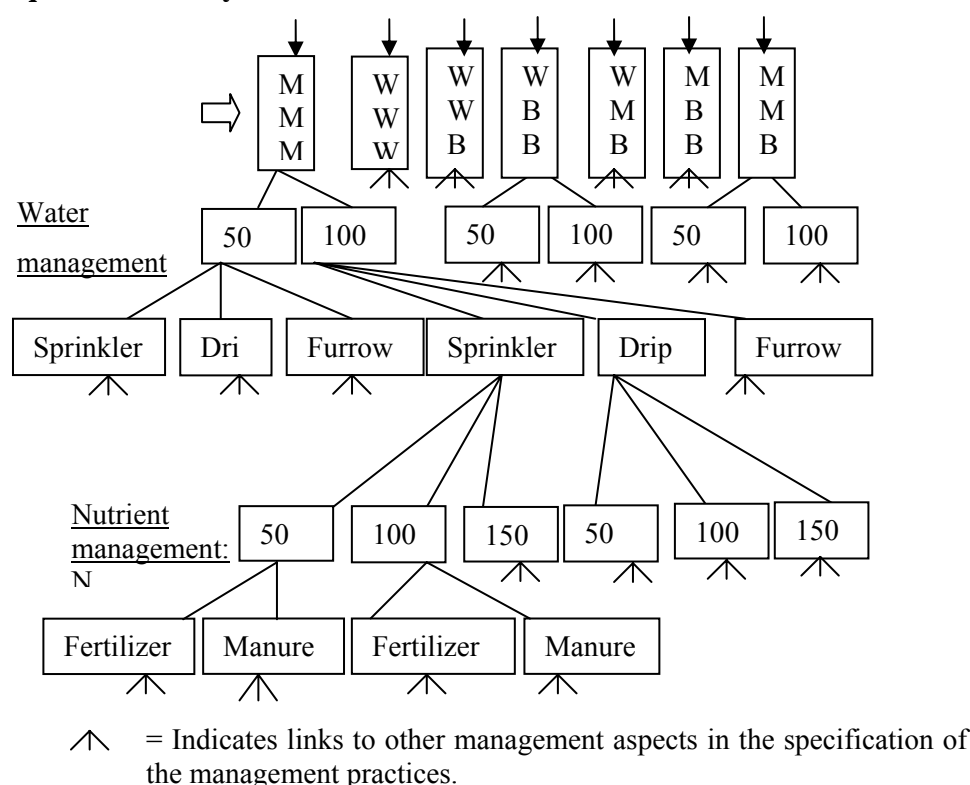 M W W W W M M
M W W B M B M
M W B B B B B
Water
management
50 100 50 100 50 100
Sprinkler Dri Furrow Sprinkler Drip Furrow
Nutrient
management:
N
50 100 150 50 100 150
Fertilizer Manure Fertilizer Manure
= Indicates links to other management aspects in the specification of
the management practices.